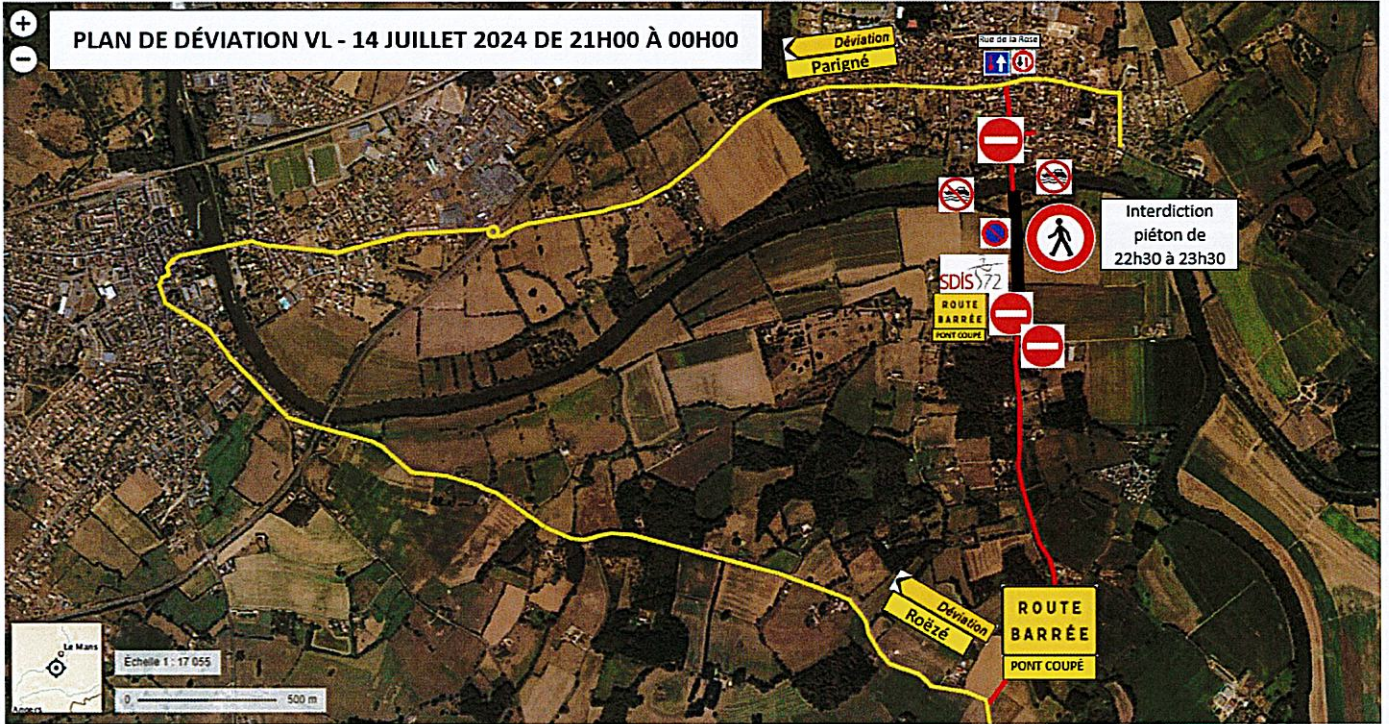 PLAN DE DÉVIATION VL - 14 JUILLET 2024 DE 21H00 À 00H00
Déviation
Parigné
Rue de la Rose
Interdiction
piéton de
22h30 à 23h30
SDIS 72
ROUTE
BARRÉE
PONT COUPÉ
Déviation
Roëzé
ROUTE
BARRÉE
PONT COUPÉ
Le Mans
Angers
Échelle 1 : 17 055
0 500 m